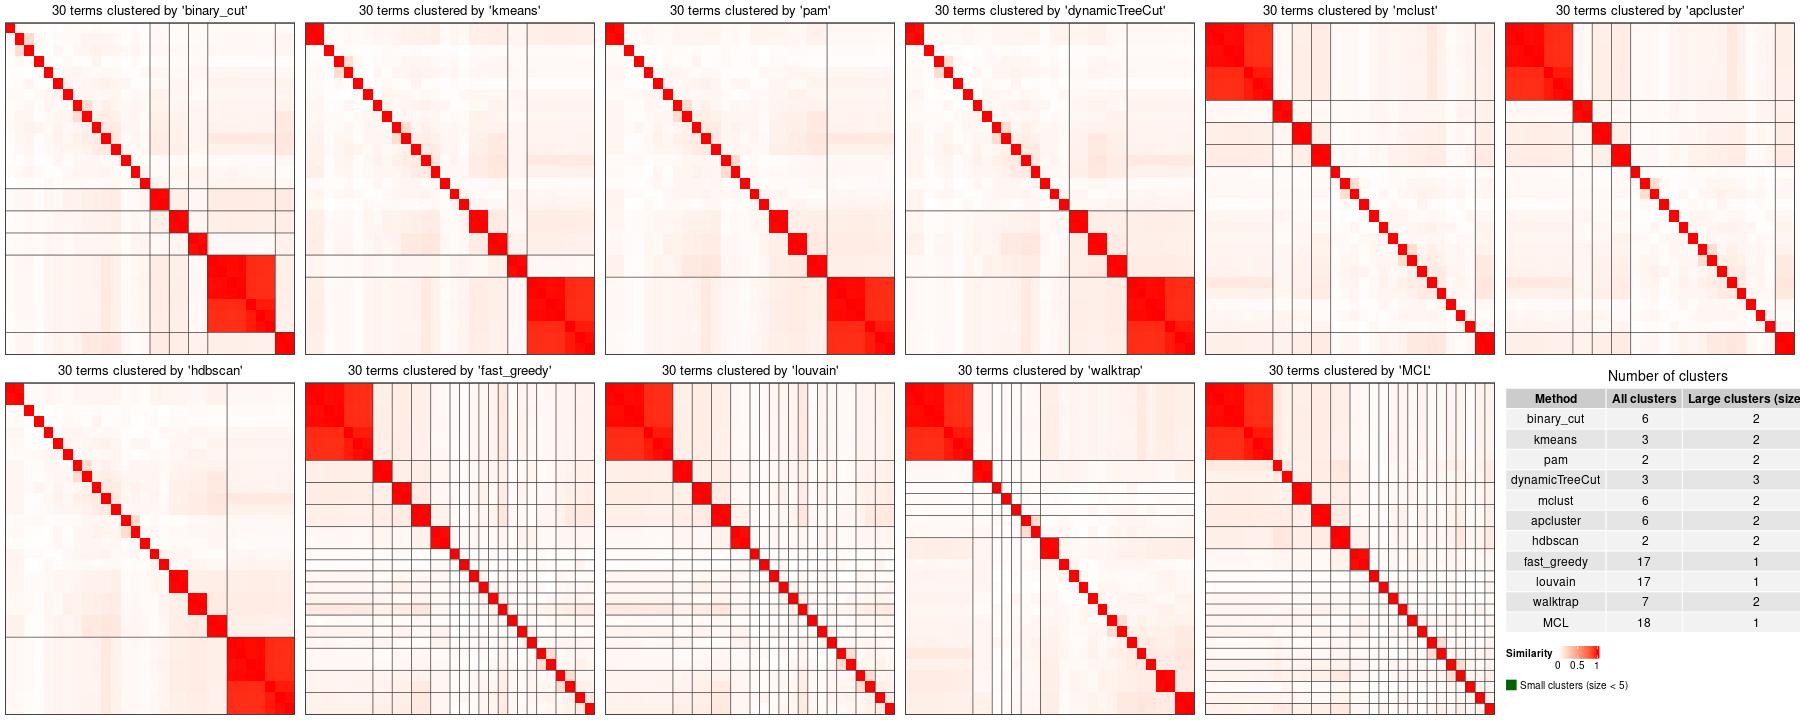 30 terms clustered by 'binary_cut'
30 terms clustered by 'kmeans'
30 terms clustered by 'pam'
30 terms clustered by 'dynamicTreeCut'
30 terms clustered by 'mclust'
30 terms clustered by 'apcluster'
30 terms clustered by 'hdbscan'
30 terms clustered by 'fast_greedy'
30 terms clustered by 'louvain'
30 terms clustered by 'walktrap'
30 terms clustered by 'MCL'
Number of clusters
Method All clusters Large clusters (size
binary_cut 6 2
kmeans 3 2
pam 2 2
dynamicTreeCut 3 3
mclust 6 2
apcluster 6 2
hdbscan 2 2
fast_greedy 17 1
louvain 17 1
walktrap 7 2
MCL 18 1
Similarity
0 0.5 1
Small clusters (size < 5)